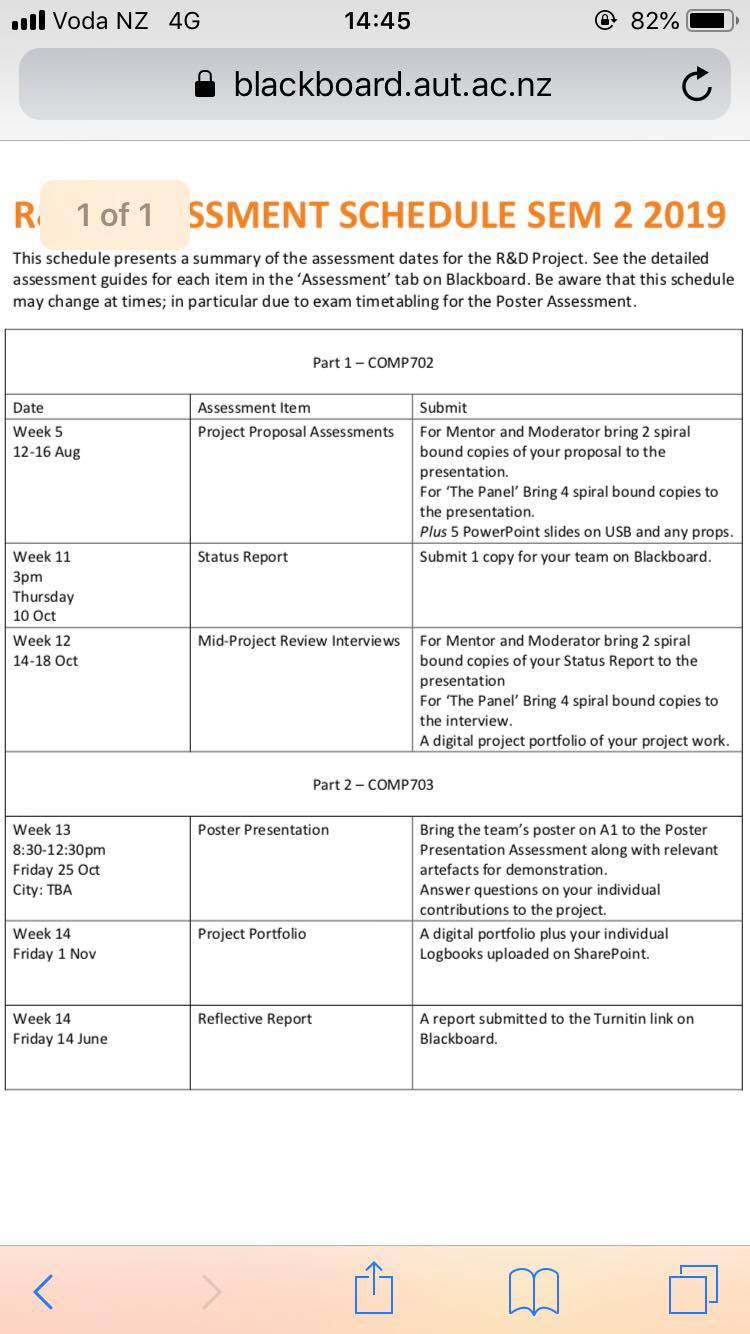 Voda NZ 4G 14:45 82%
blackboard.aut.ac.nz
1 of 1
SSMENT SCHEDULE SEM 2 2019
This schedule presents a summary of the assessment dates for the R&D Project. See the detailed
assessment guides for each item in the ‘Assessment’ tab on Blackboard. Be aware that this schedule
may change at times; in particular due to exam timetabling for the Poster Assessment.
Part 1 – COMP702
Date
Assessment Item
Submit
Week 5
12-16 Aug
Project Proposal Assessments
For Mentor and Moderator bring 2 spiral
bound copies of your proposal to the
presentation.
For ‘The Panel’ Bring 4 spiral bound copies to
the presentation.
Plus 5 PowerPoint slides on USB and any props.
Week 11
3pm
Thursday
10 Oct
Status Report
Submit 1 copy for your team on Blackboard.
Week 12
14-18 Oct
Mid-Project Review Interviews
For Mentor and Moderator bring 2 spiral
bound copies of your Status Report to the
presentation
For ‘The Panel’ Bring 4 spiral bound copies to
the interview.
A digital project portfolio of your project work.
Part 2 – COMP703
Week 13
8:30-12:30pm
Friday 25 Oct
City: TBA
Poster Presentation
Bring the team’s poster on A1 to the Poster
Presentation Assessment along with relevant
artefacts for demonstration.
Answer questions on your individual
contributions to the project.
Week 14
Friday 1 Nov
Project Portfolio
A digital portfolio plus your individual
Logbooks uploaded on SharePoint.
Week 14
Friday 14 June
Reflective Report
A report submitted to the Turnitin link on
Blackboard.